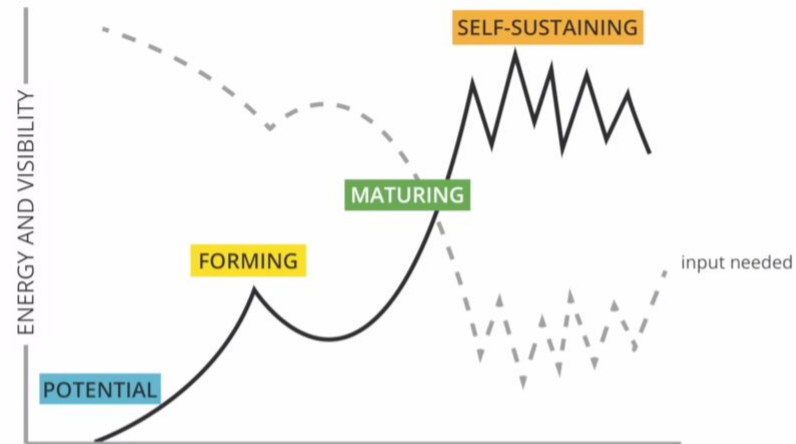 SELF-SUSTAINING
MATURING
FORMING
input needed
POTENTIAL
ENERGY AND VISIBILITY